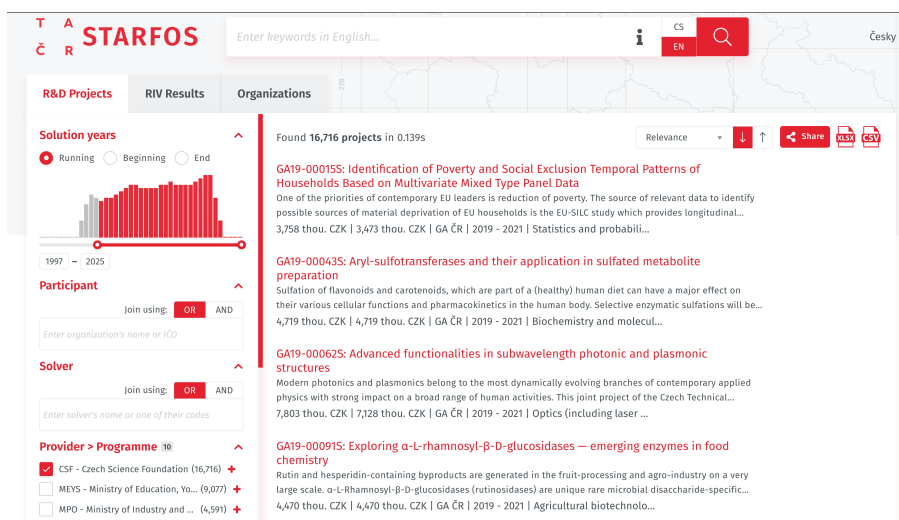 T A
Č R
STARFOS
Enter keywords in English...
i
CS
EN
Česky
R&D Projects
RIV Results
Organizations
219
Solution years
Running
Beginning
End
1997 – 2025
Participant
Join using: OR AND
Enter organization's name or IČO
Solver
Join using: OR AND
Enter solver's name or one of their codes
Provider > Programme 10
CSF - Czech Science Foundation (16,716) +
MEYS - Ministry of Education, Yo... (9,077) +
MPO - Ministry of Industry and ... (4,591) +
Found 16,716 projects in 0.139s
Relevance
Share
XLSX
CSV
GA19-00015S: Identification of Poverty and Social Exclusion Temporal Patterns of
Households Based on Multivariate Mixed Type Panel Data
One of the priorities of contemporary EU leaders is reduction of poverty. The source of relevant data to identify
possible sources of material deprivation of EU households is the EU-SILC study which provides longitudinal...
3,758 thou. CZK | 3,473 thou. CZK | GA ČR | 2019 - 2021 | Statistics and probabili...
GA19-00043S: Aryl-sulfotransferases and their application in sulfated metabolite
preparation
Sulfation of flavonoids and carotenoids, which are part of a (healthy) human diet can have a major effect on
their various cellular functions and pharmacokinetics in the human body. Selective enzymatic sulfations will be...
4,719 thou. CZK | 4,719 thou. CZK | GA ČR | 2019 - 2021 | Biochemistry and molecul...
GA19-00062S: Advanced functionalities in subwavelength photonic and plasmonic
structures
Modern photonics and plasmonics belong to the most dynamically evolving branches of contemporary applied
physics with strong impact on a broad range of human activities. This joint project of the Czech Technical...
7,803 thou. CZK | 7,128 thou. CZK | GA ČR | 2019 - 2021 | Optics (including laser ...
GA19-00091S: Exploring α-L-rhamnosyl-β-D-glucosidases — emerging enzymes in food
chemistry
Rutin and hesperidin-containing byproducts are generated in the fruit-processing and agro-industry on a very
large scale. α-L-Rhamnosyl-β-D-glucosidases (rutinosidases) are unique rare microbial disaccharide-specific...
4,470 thou. CZK | 4,470 thou. CZK | GA ČR | 2019 - 2021 | Agricultural biotechnolo...